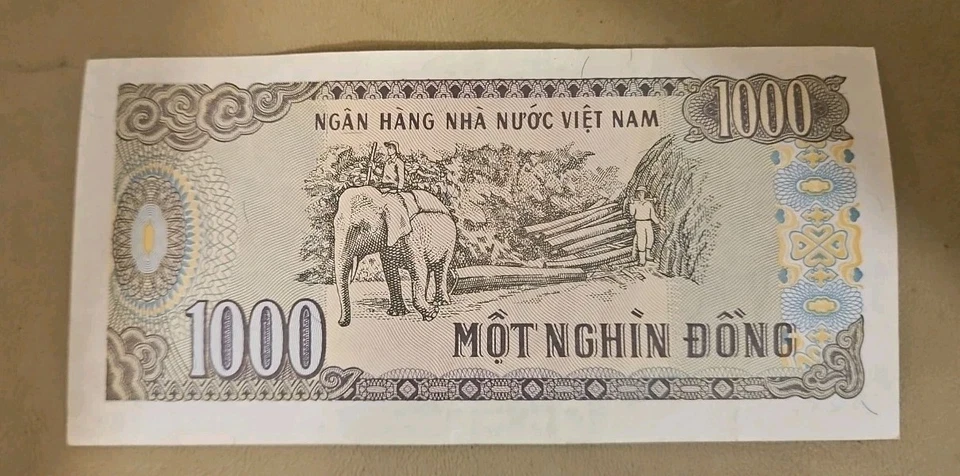 NGÂN HÀNG NHÀ NƯỚC VIỆT NAM
1000
1000
MỘT NGHÌN ĐỒNG